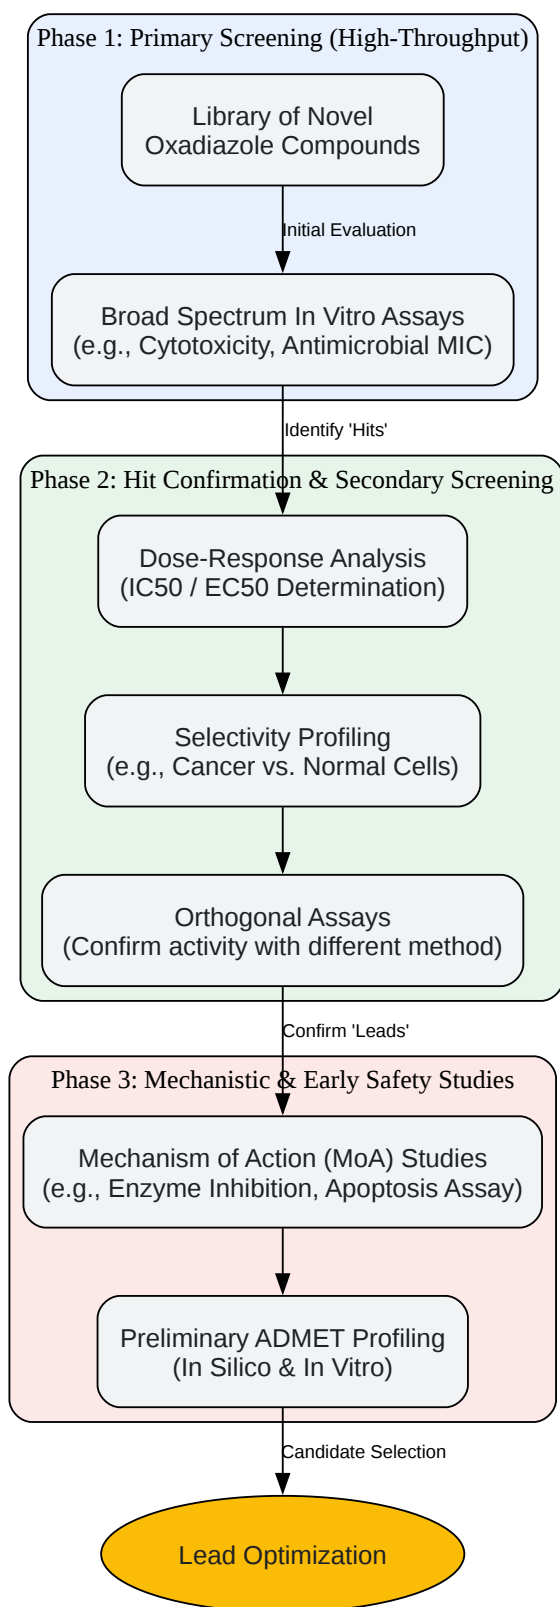 Phase 1: Primary Screening (High-Throughput)
Library of Novel
Oxadiazole Compounds
Initial Evaluation
Broad Spectrum In Vitro Assays
(e.g., Cytotoxicity, Antimicrobial MIC)
Identify 'Hits'
Phase 2: Hit Confirmation & Secondary Screening
Dose-Response Analysis
(IC50 / EC50 Determination)
Selectivity Profiling
(e.g., Cancer vs. Normal Cells)
Orthogonal Assays
(Confirm activity with different method)
Confirm 'Leads'
Phase 3: Mechanistic & Early Safety Studies
Mechanism of Action (MoA) Studies
(e.g., Enzyme Inhibition, Apoptosis Assay)
Preliminary ADMET Profiling
(In Silico & In Vitro)
Candidate Selection
Lead Optimization